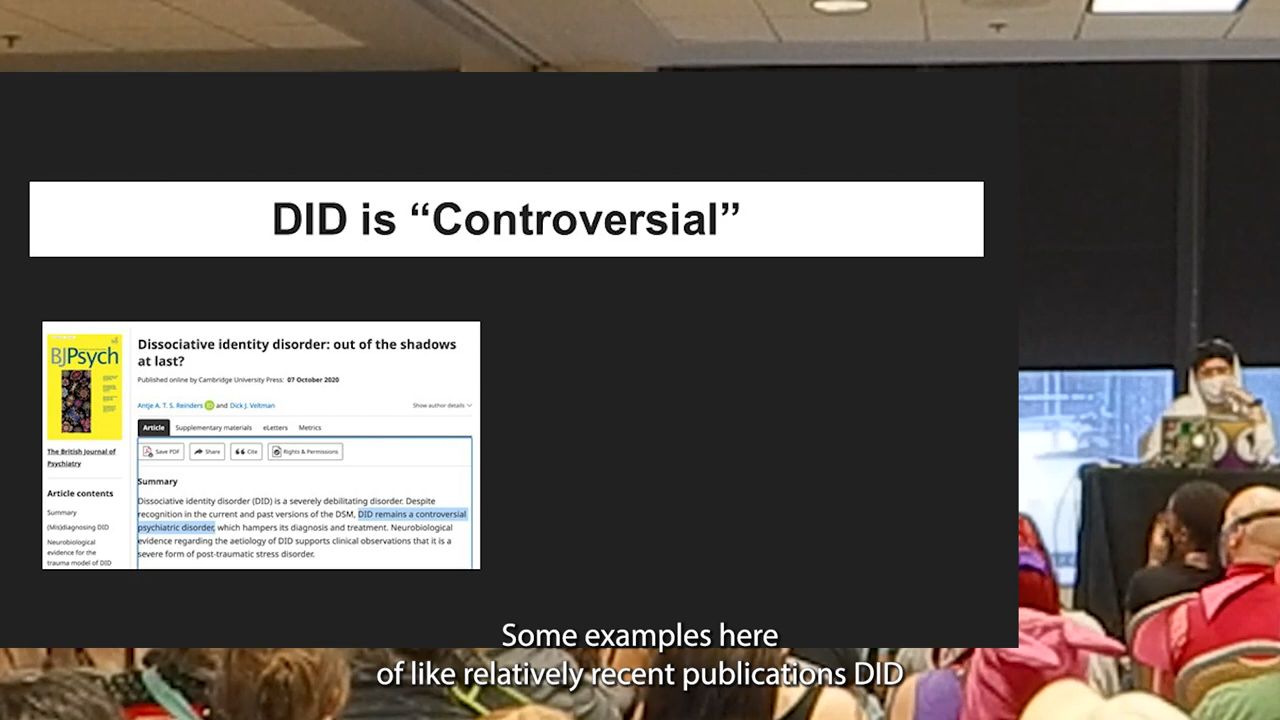 DID is “Controversial”
BJPsych
The British Journal of
Psychiatry
Article contents
Summary
(Mis)diagnosing DID
Neurobiological
evidence for the
trauma model of DID
Dissociative identity disorder: out of the shadows
at last?
Published online by Cambridge University Press: 07 October 2020
Antje A. T. S. Reinders iD and Dick J. Veltman
Show author details
Article Supplementary materials eLetters Metrics
Save PDF Share Cite Rights & Permissions
Summary
Dissociative identity disorder (DID) is a severely debilitating disorder. Despite
recognition in the current and past versions of the DSM, DID remains a controversial
psychiatric disorder, which hampers its diagnosis and treatment. Neurobiological
evidence regarding the aetiology of DID supports clinical observations that it is a
severe form of post-traumatic stress disorder.
Some examples here
of like relatively recent publications DID